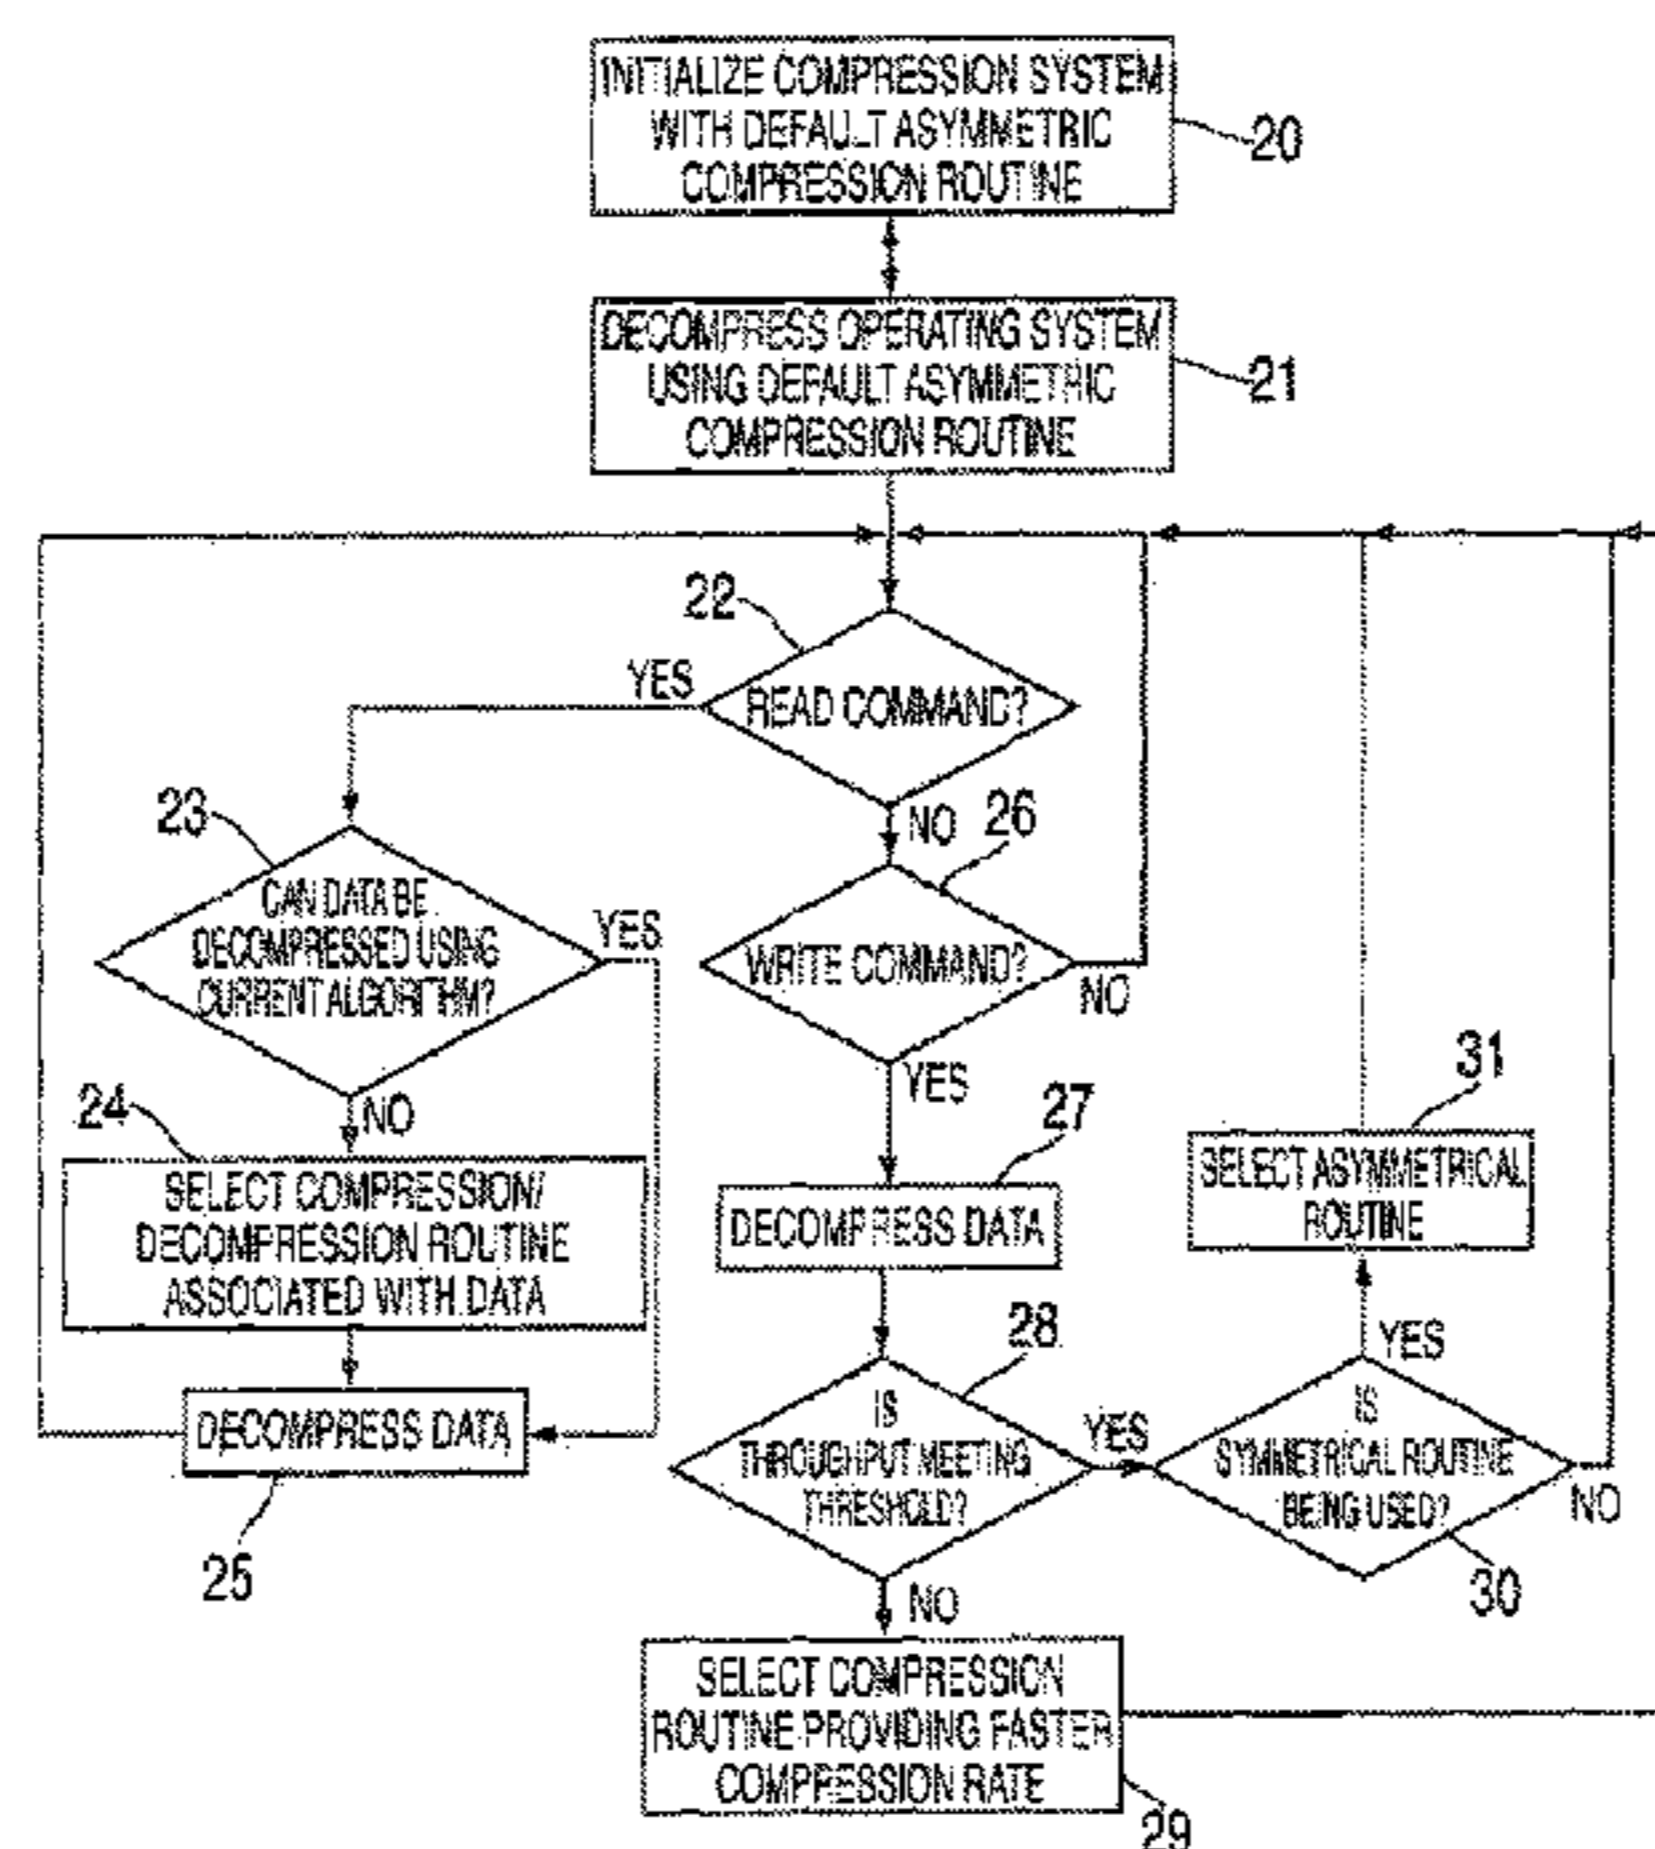 INITIALIZE COMPRESSION SYSTEM
WITH DEFAULT ASYMMETRIC
COMPRESSION ROUTINE
20
DECOMPRESS OPERATING SYSTEM
USING DEFAULT ASYMMETRIC
COMPRESSION ROUTINE
21
22
YES
READ COMMAND?
NO
23
CAN DATA BE
DECOMPRESSED USING
CURRENT ALGORITHM?
YES
NO
24
SELECT COMPRESSION/
DECOMPRESSION ROUTINE
ASSOCIATED WITH DATA
DECOMPRESS DATA
25
26
WRITE COMMAND?
NO
YES
27
DECOMPRESS DATA
28
IS
THROUGHPUT MEETING
THRESHOLD?
YES
NO
SELECT COMPRESSION
ROUTINE PROVIDING FASTER
COMPRESSION RATE
29
IS
SYMMETRICAL ROUTINE
BEING USED?
30
NO
YES
31
SELECT ASYMMETRICAL
ROUTINE